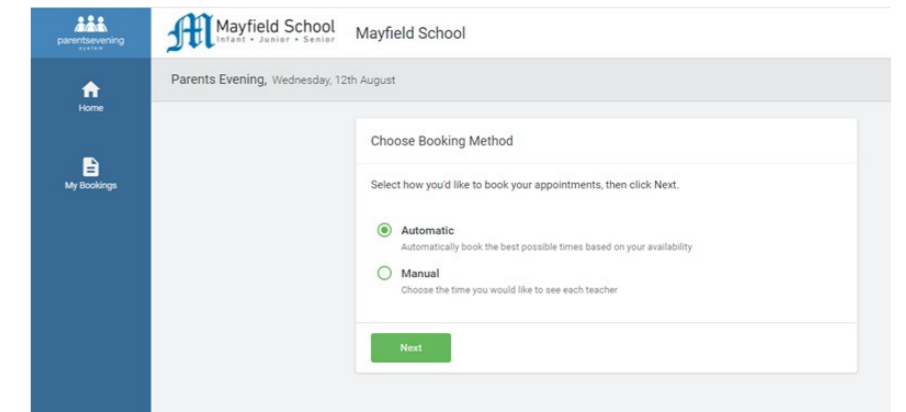 parentsevening
system
Home
My Bookings
Mayfield School
Infant • Junior • Senior
Mayfield School
Parents Evening, Wednesday, 12th August
Choose Booking Method
Select how you'd like to book your appointments, then click Next.
Automatic
Automatically book the best possible times based on your availability
Manual
Choose the time you would like to see each teacher
Next